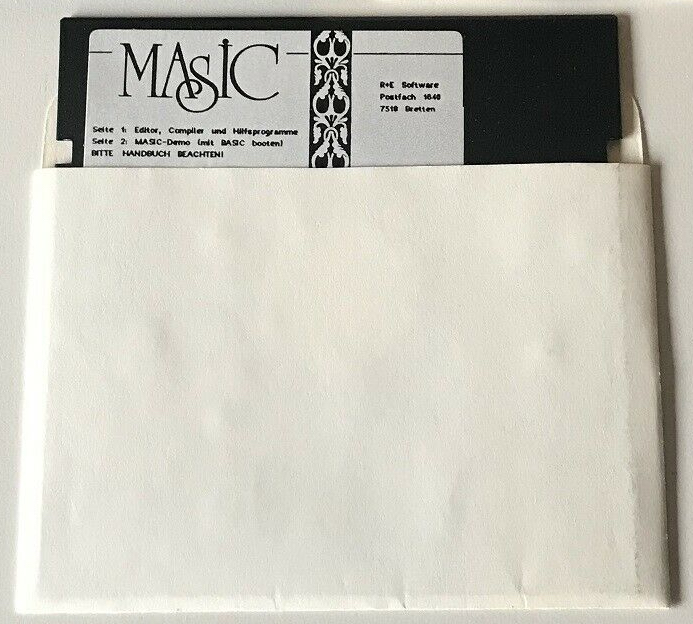 MASIC
Seite 1: Editor, Compiler und Hilfsprogramme
Seite 2: MASIC-Demo (mit BASIC booten)
BITTE HANDBUCH BEACHTEN!
R+E Software
Postfach 1640
7518 Bretten